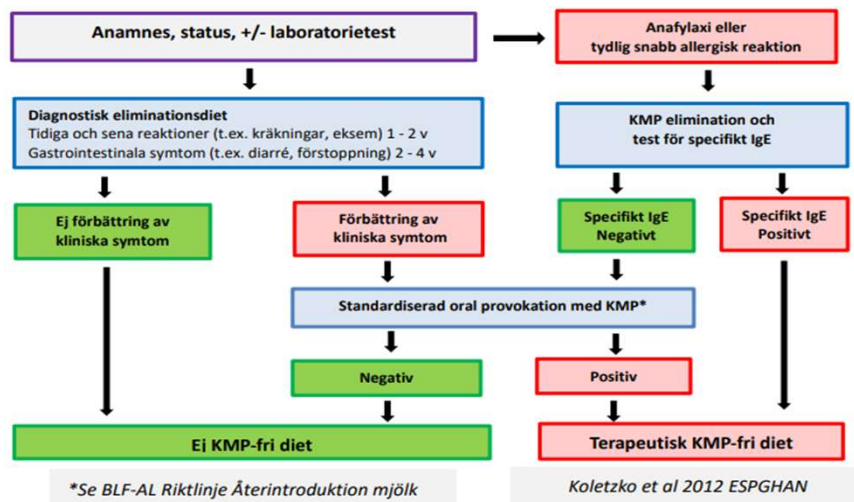 Anamnes, status, +/- laboratorietest
Anafylaxi eller
tydlig snabb allergisk reaktion
Diagnostisk eliminationsdiet
Tidiga och sena reaktioner (t.ex. kräkningar, eksem) 1 - 2 v
Gastrointestinala symtom (t.ex. diarré, förstoppning) 2 - 4 v
KMP elimination och
test för specifikt IgE
Ej förbättring av
kliniska symtom
Förbättring av
kliniska symtom
Specifikt IgE
Negativt
Specifikt IgE
Positivt
Standardiserad oral provokation med KMP*
Negativ
Positiv
Ej KMP-fri diet
Terapeutisk KMP-fri diet
*Se BLF-AL Riktlinje Återintroduktion mjölk
Koletzko et al 2012 ESPGHAN